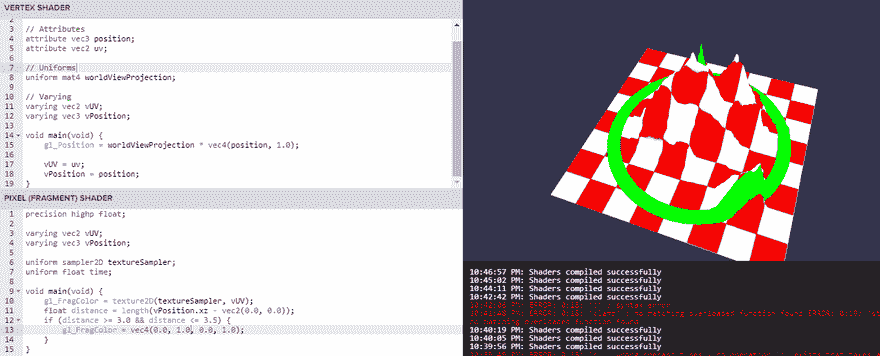 VERTEX SHADER
2
3 // Attributes
4 attribute vec3 position;
5 attribute vec2 uv;
6
7 // Uniforms
8 uniform mat4 worldViewProjection;
9
10 // Varying
11 varying vec2 vUV;
12 varying vec3 vPosition;
13
14 void main(void) {
15 gl_Position = worldViewProjection * vec4(position, 1.0);
16
17 vUV = uv;
18 vPosition = position;
19 }
PIXEL (FRAGMENT) SHADER
1 precision highp float;
2
3 varying vec2 vUV;
4 varying vec3 vPosition;
5
6 uniform sampler2D textureSampler;
7 uniform float time;
8
9 void main(void) {
10 gl_FragColor = texture2D(textureSampler, vUV);
11 float distance = length(vPosition.xz - vec2(0.0, 0.0));
12 if (distance >= 3.0 && distance <= 3.5) {
13 gl_FragColor = vec4(0.0, 1.0, 0.0, 1.0);
14 }
15 }
10:46:57 PM: Shaders compiled successfully
10:45:02 PM: Shaders compiled successfully
10:44:11 PM: Shaders compiled successfully
10:42:42 PM: Shaders compiled successfully
no matching overloaded function found
10:40:19 PM: Shaders compiled successfully
10:40:05 PM: Shaders compiled successfully
10:39:56 PM: Shaders compiled successfully